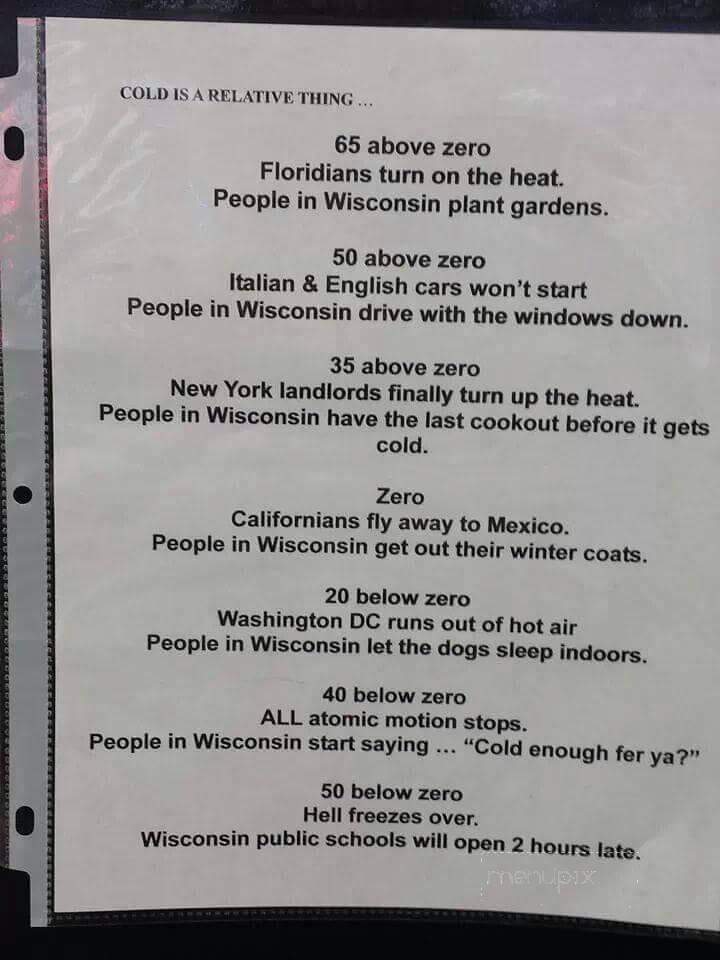 COLD IS A RELATIVE THING ...
65 above zero
Floridians turn on the heat.
People in Wisconsin plant gardens.
50 above zero
Italian & English cars won't start
People in Wisconsin drive with the windows down.
35 above zero
New York landlords finally turn up the heat.
People in Wisconsin have the last cookout before it gets
cold.
Zero
Californians fly away to Mexico.
People in Wisconsin get out their winter coats.
20 below zero
Washington DC runs out of hot air
People in Wisconsin let the dogs sleep indoors.
40 below zero
ALL atomic motion stops.
People in Wisconsin start saying ... “Cold enough fer ya?”
50 below zero
Hell freezes over.
Wisconsin public schools will open 2 hours late.
menupix